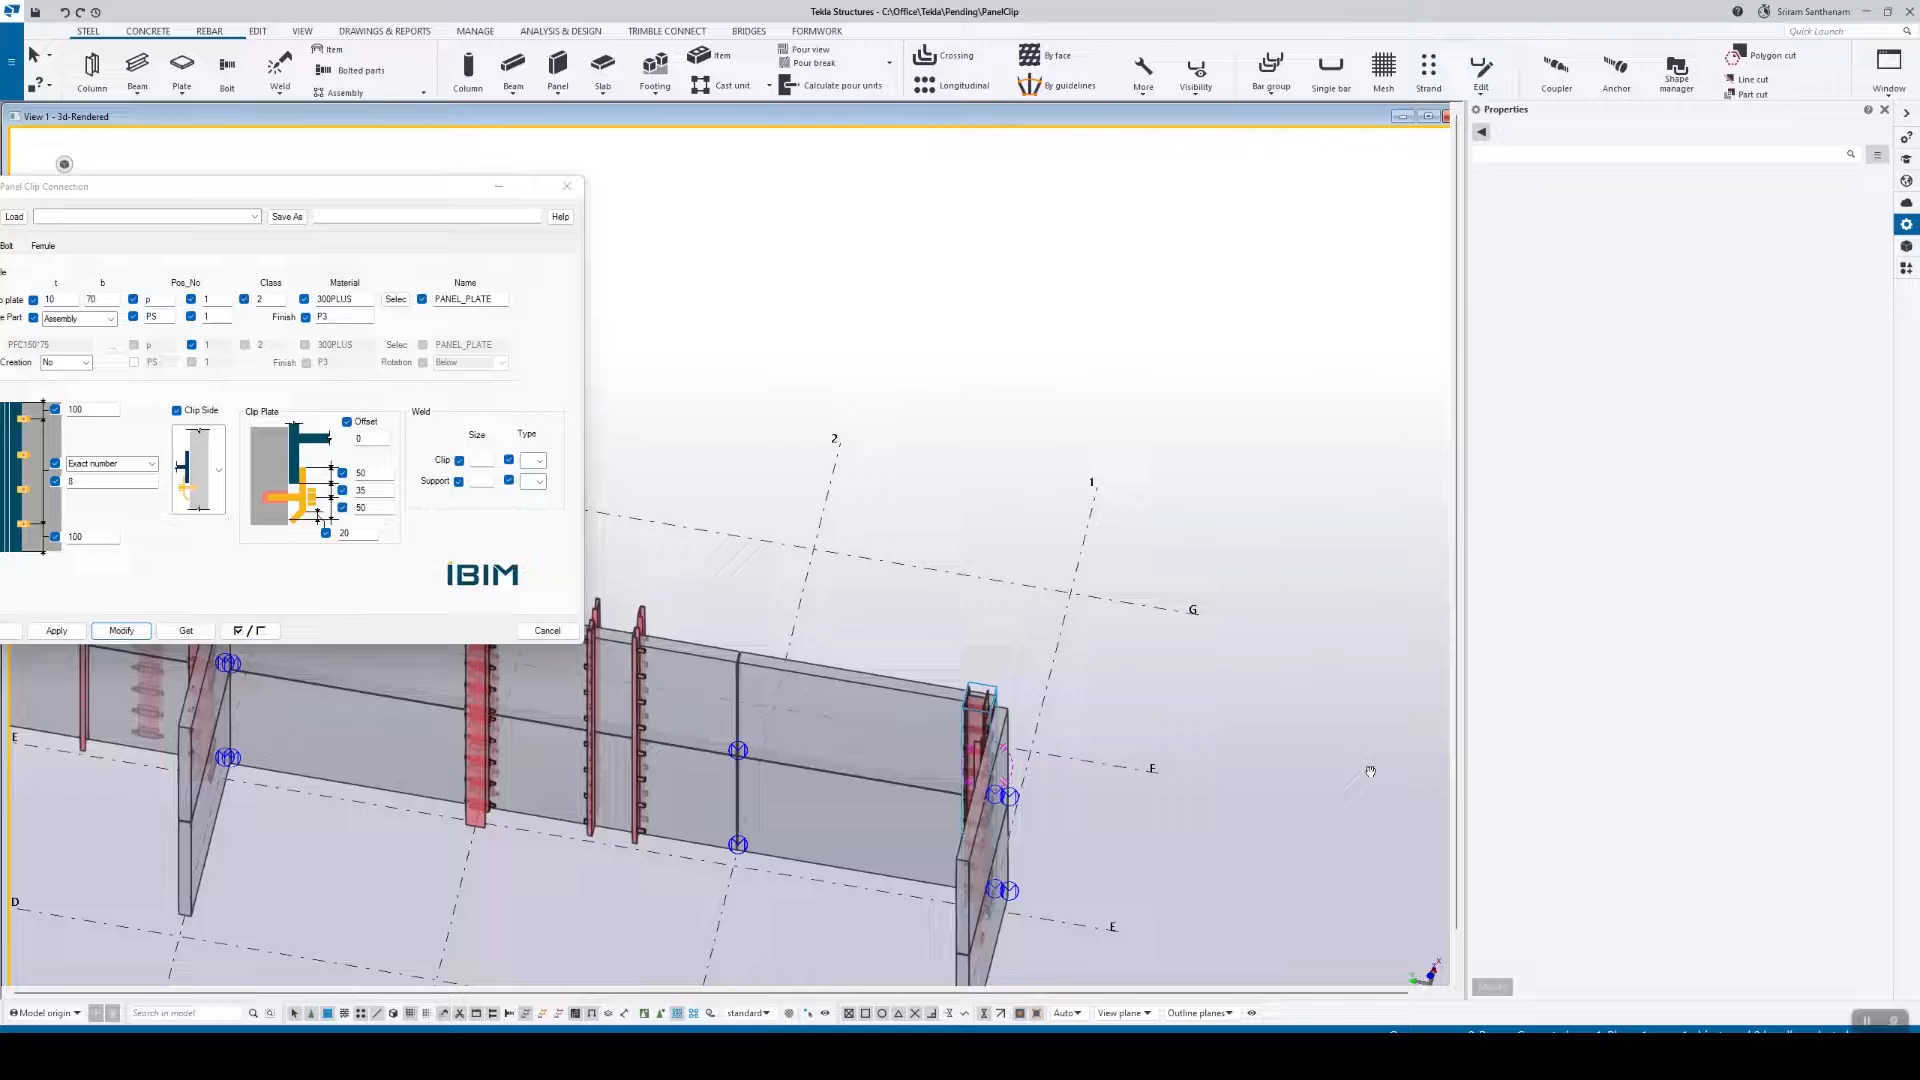 Tekla Structures - C:\Office\Tekla\Pending\PanelClip
Sriram Santhanam
STEEL CONCRETE REBAR EDIT VIEW DRAWINGS & REPORTS MANAGE ANALYSIS & DESIGN TRIMBLE CONNECT BRIDGES FORMWORK
Quick Launch
Item
Bolted parts
Assembly
Column Beam Plate Bolt Weld
Item
Cast unit
Pour view
Pour break
Calculate pour units
Column Beam Panel Slab Footing
Crossing
Longitudinal
By face
By guidelines
More Visibility
Bar group Single bar Mesh Strand Edit
Coupler Anchor Shape manager
Polygon cut
Line cut
Part cut
Window
View 1 - 3d-Rendered
Properties
Panel Clip Connection
Load Save As Help
Bolt Ferrule
le
t b Pos_No Class Material Name
p plate 10 70 p 1 2 300PLUS Selec PANEL_PLATE
e Part Assembly PS 1 Finish P3
PFC150*75 ... p 1 2 300PLUS Selec PANEL_PLATE
Creation No PS 1 Finish P3 Rotation Below
100
Exact number
8
100
Clip Side
Clip Plate
Offset
0
50
35
50
20
Weld
Size Type
Clip
Support
iBIM
Apply Modify Get / Cancel
2
1
G
E
F
D
E
Model origin Search in model standard Auto View plane Outline planes
Modify